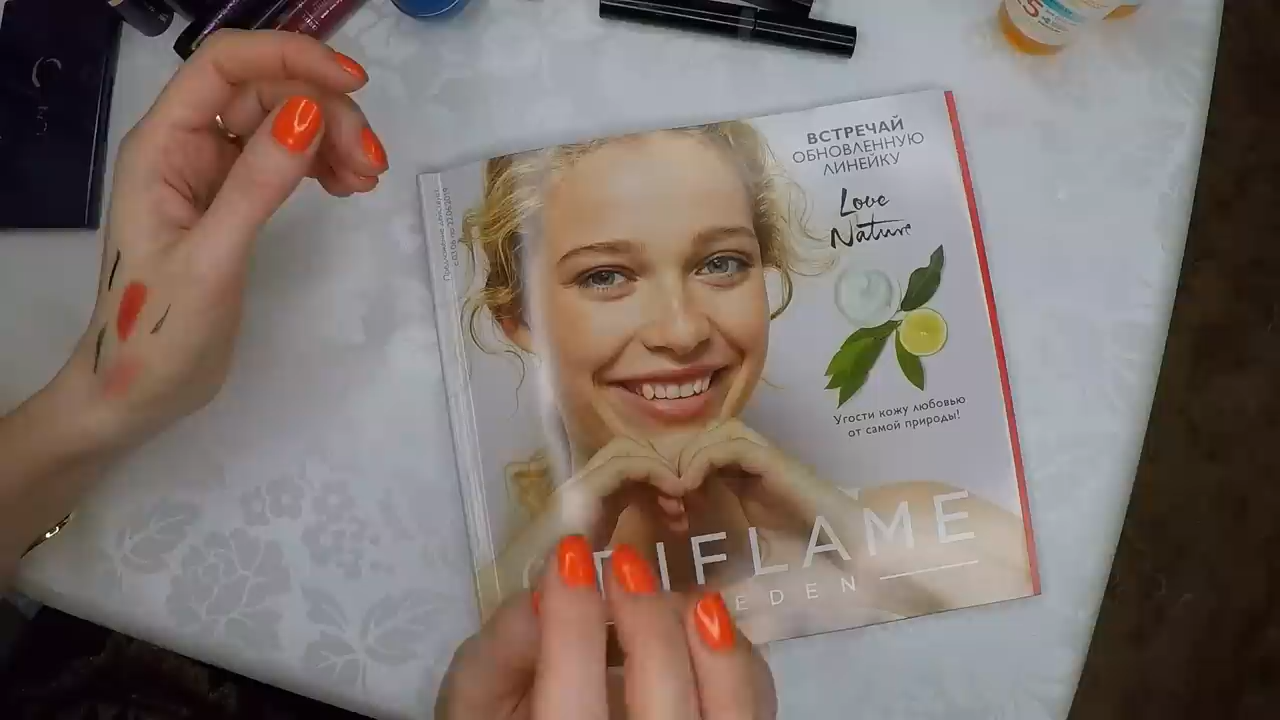 ВСТРЕЧАЙ
ОБНОВЛЕННУЮ
ЛИНЕЙКУ
Love
Nature
Угости кожу любовью
от самой природы!
IFLAME
EDEN